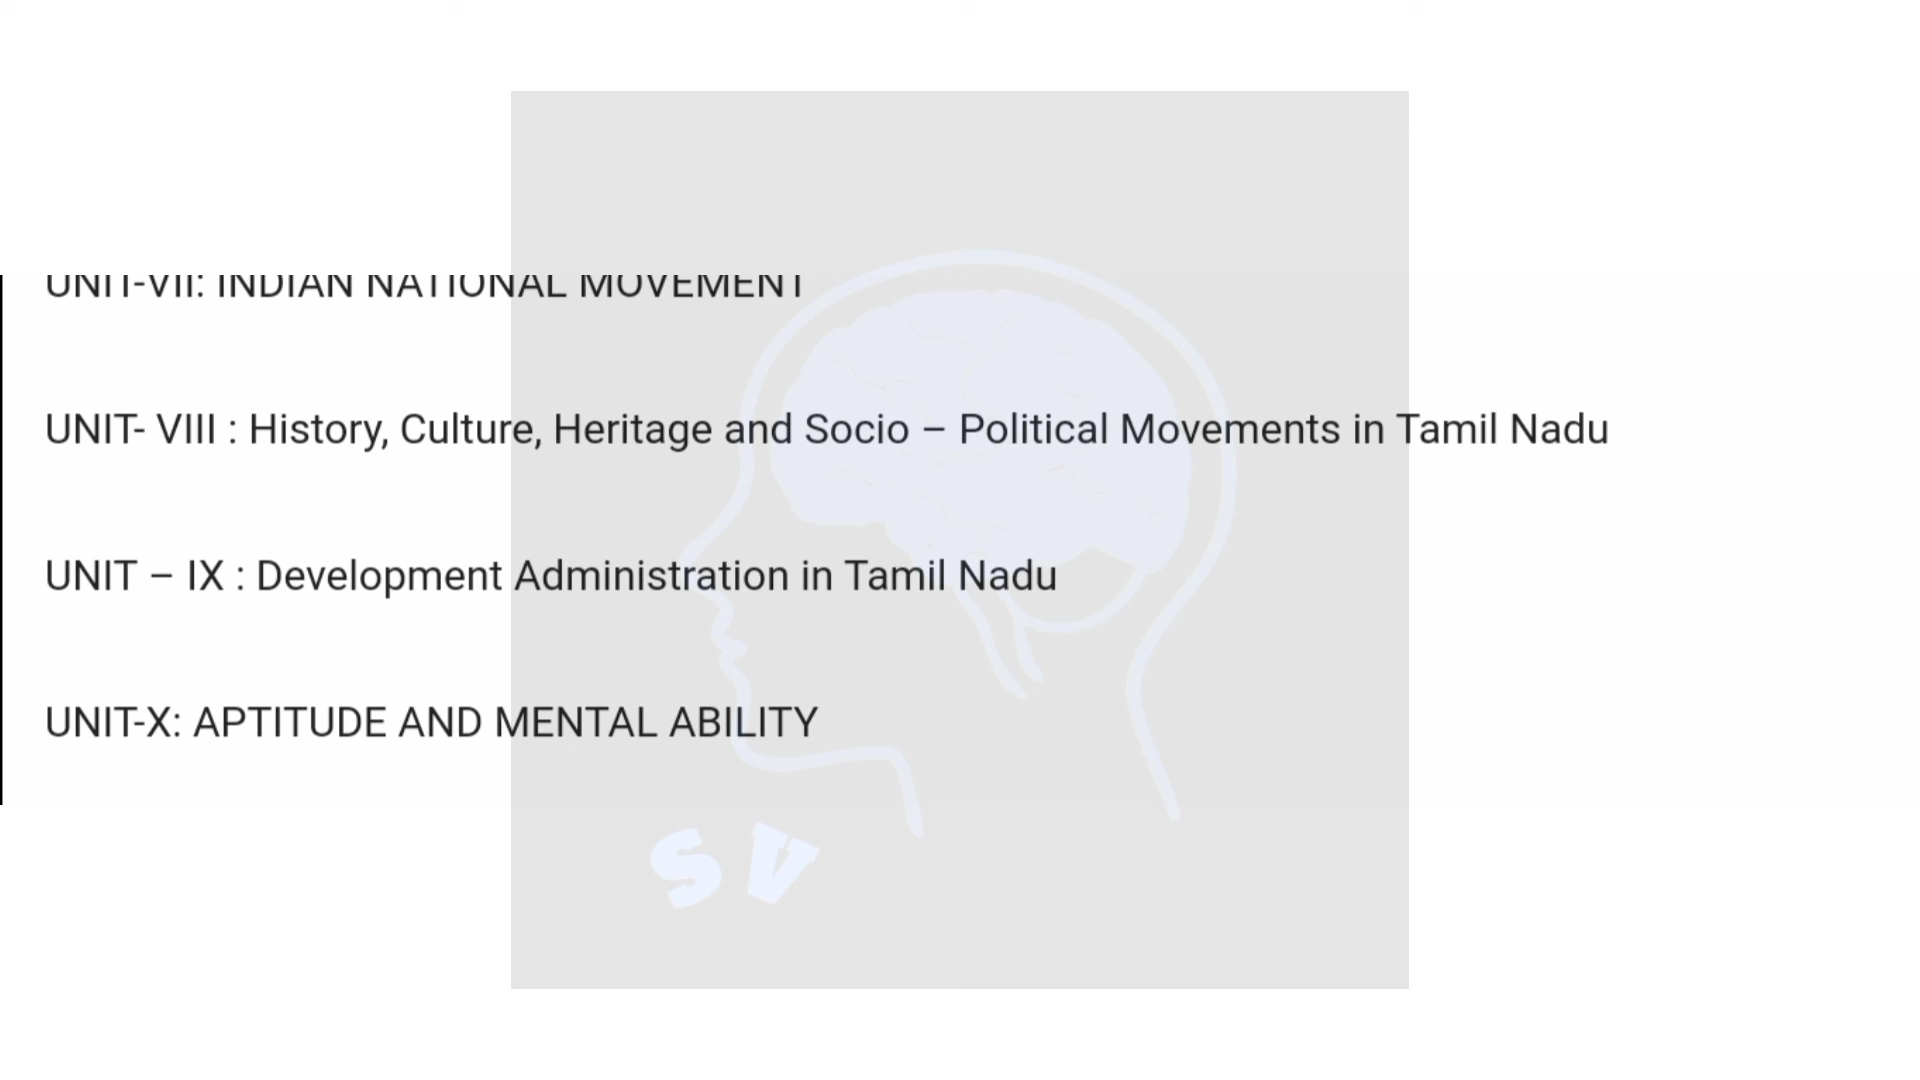 UNIT-VII: INDIAN NATIONAL MOVEMENT
UNIT- VIII : History, Culture, Heritage and Socio – Political Movements in Tamil Nadu
UNIT – IX : Development Administration in Tamil Nadu
UNIT-X: APTITUDE AND MENTAL ABILITY
S V